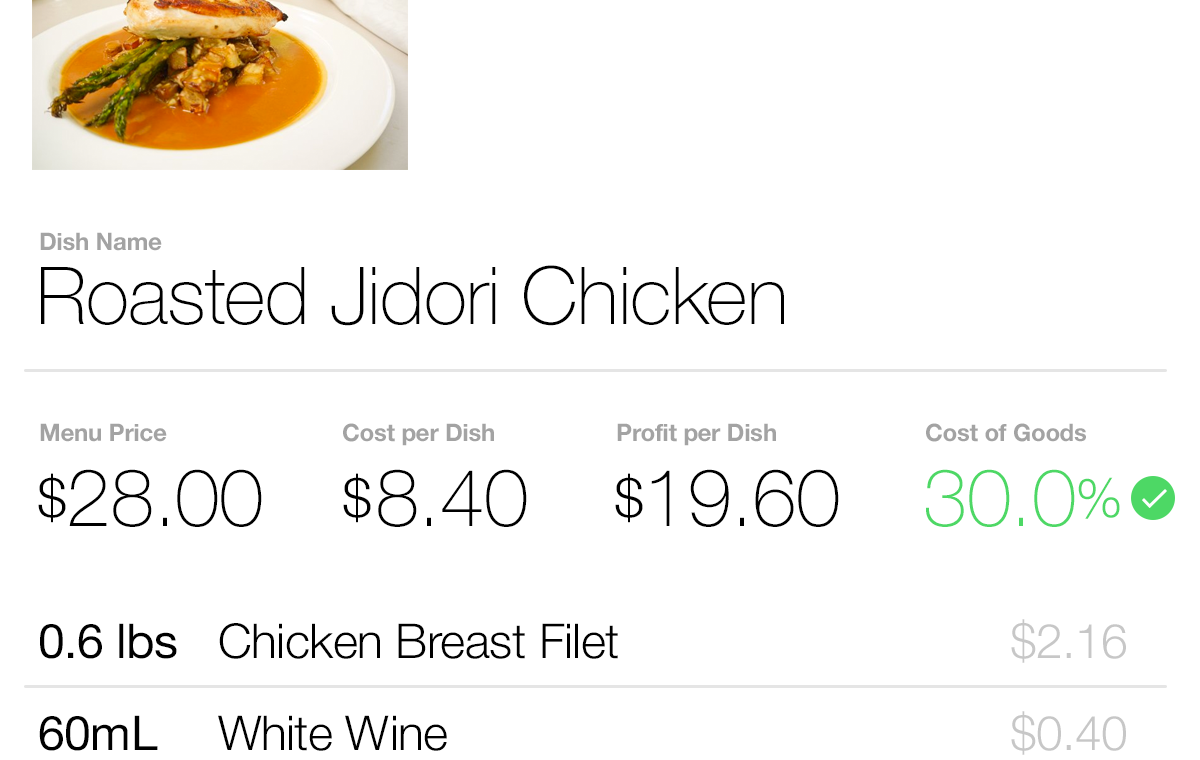 Dish Name
Roasted Jidori Chicken
Menu Price Cost per Dish Profit per Dish Cost of Goods
$28.00 $8.40 $19.60 30.0%
0.6 lbs Chicken Breast Filet $2.16
60mL White Wine $0.40